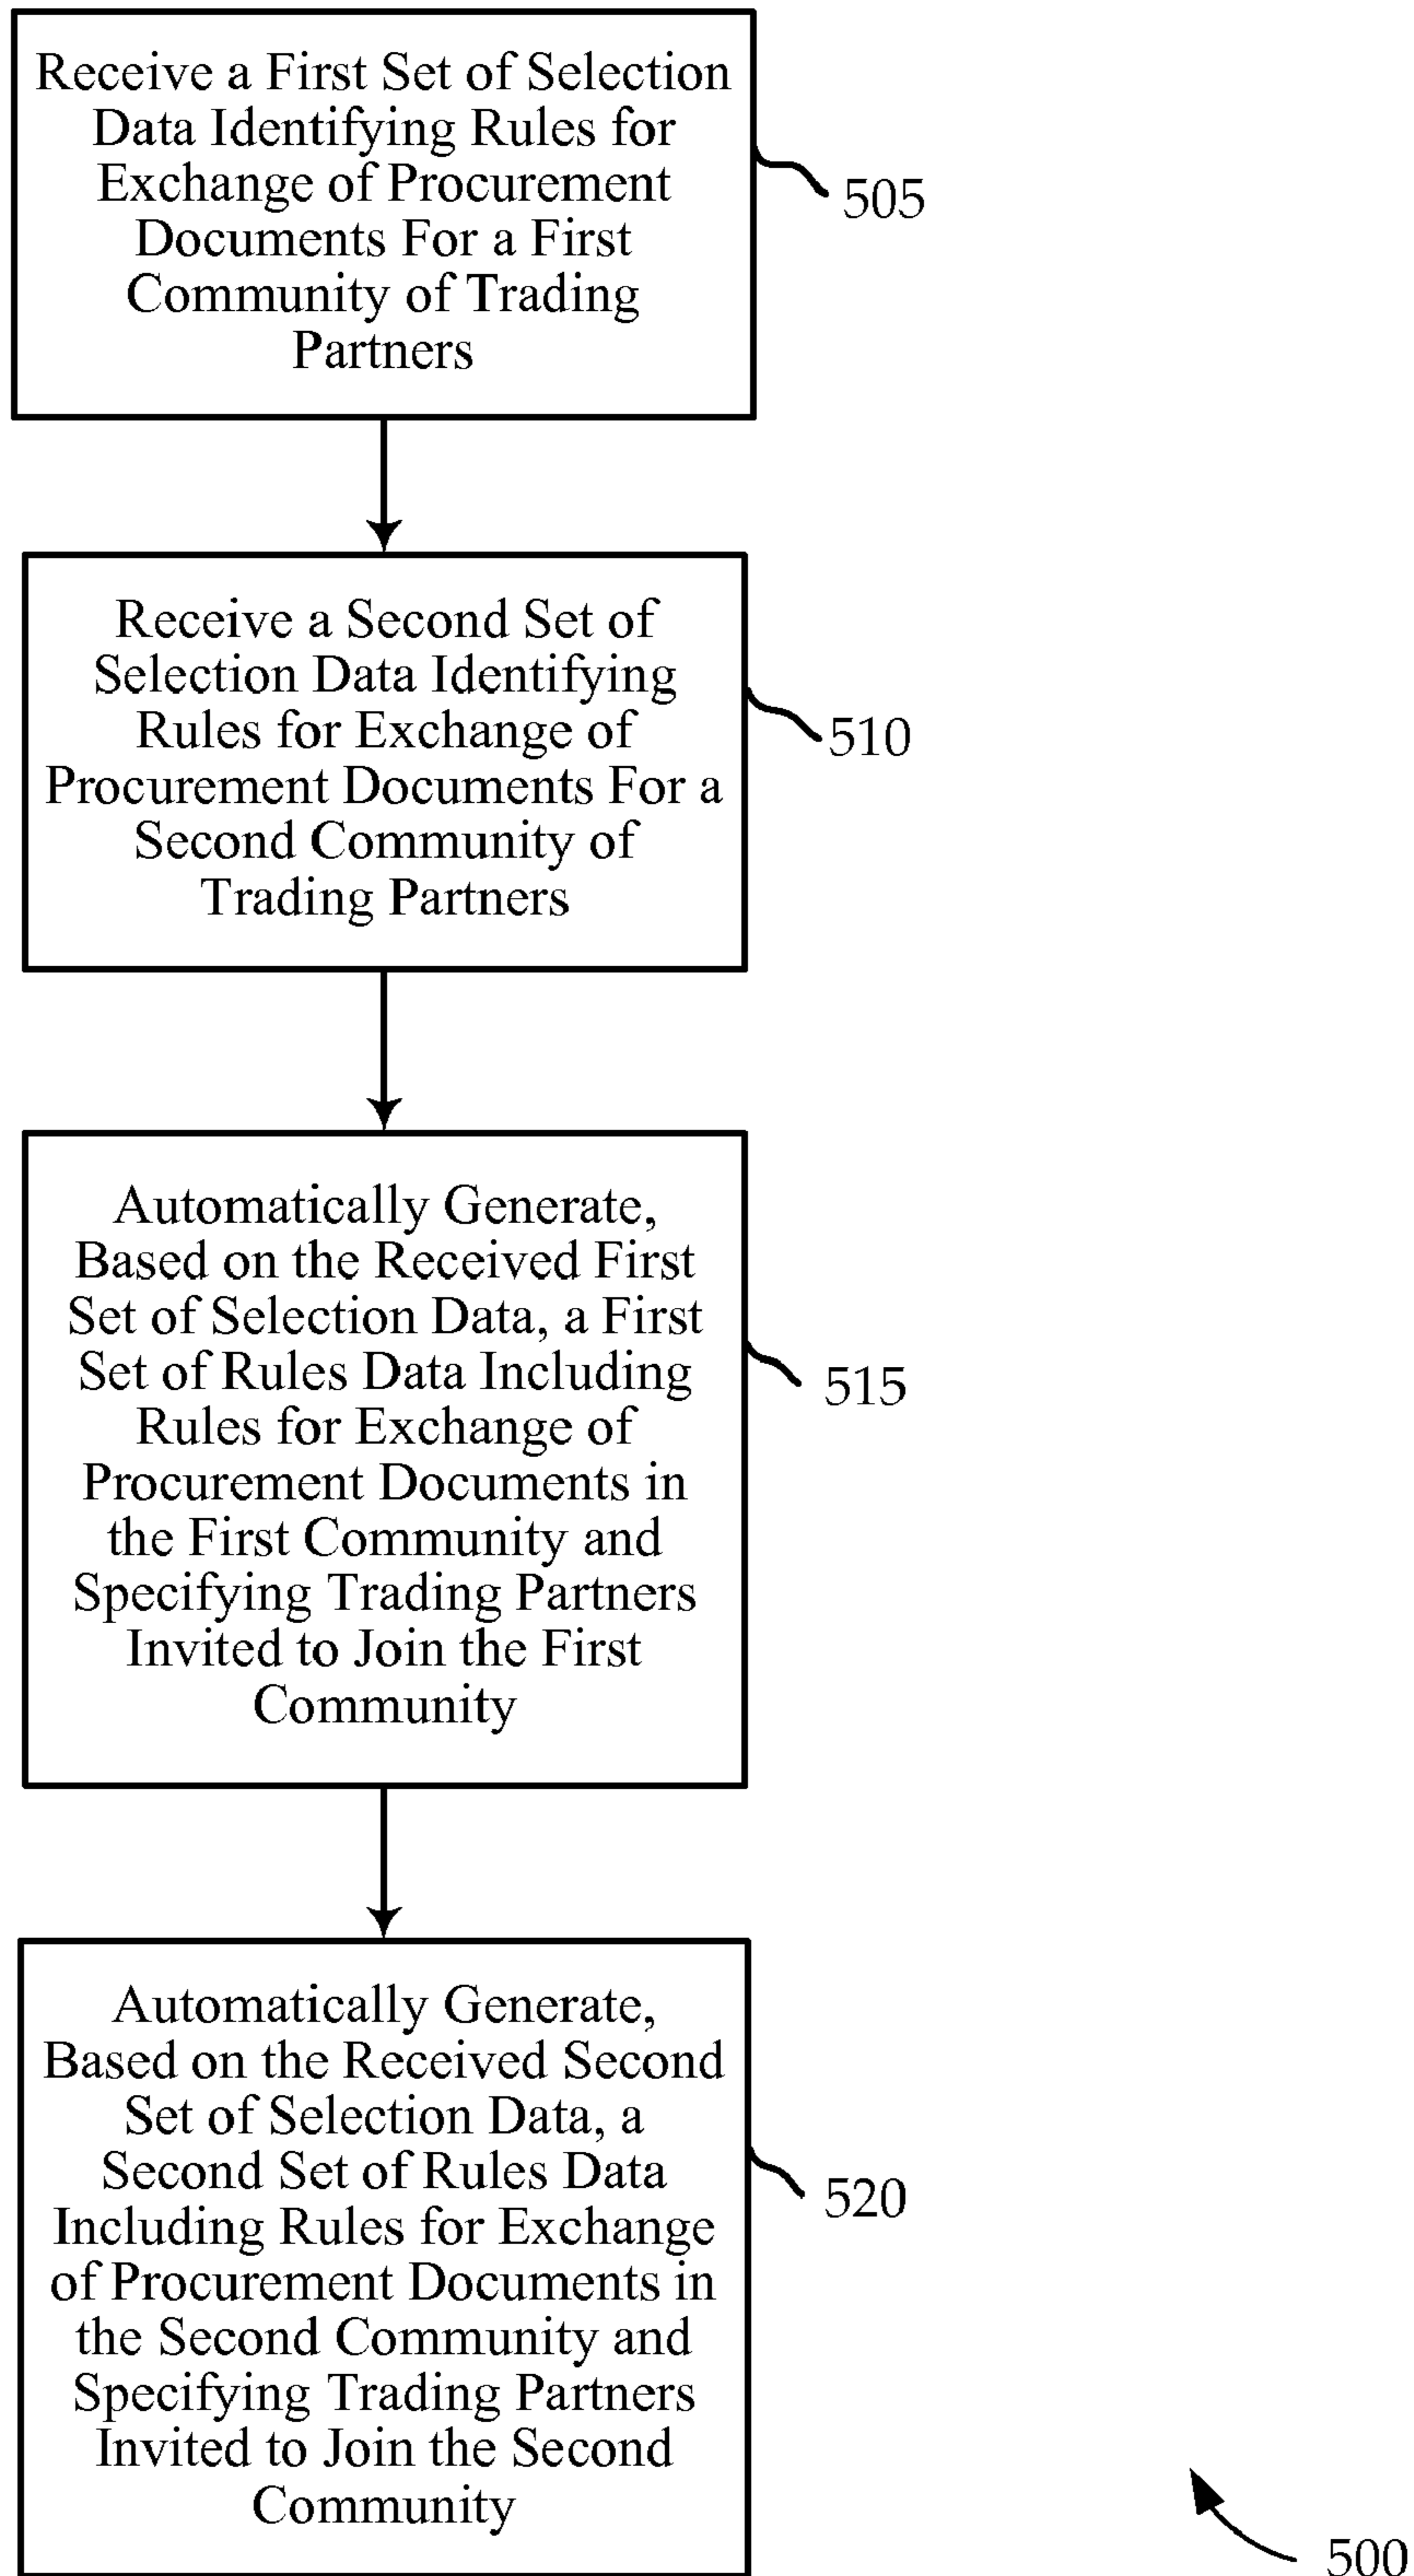 Receive a First Set of Selection
Data Identifying Rules for
Exchange of Procurement
Documents For a First
Community of Trading
Partners
505
Receive a Second Set of
Selection Data Identifying
Rules for Exchange of
Procurement Documents For a
Second Community of
Trading Partners
510
Automatically Generate,
Based on the Received First
Set of Selection Data, a First
Set of Rules Data Including
Rules for Exchange of
Procurement Documents in
the First Community and
Specifying Trading Partners
Invited to Join the First
Community
515
Automatically Generate,
Based on the Received Second
Set of Selection Data, a
Second Set of Rules Data
Including Rules for Exchange
of Procurement Documents in
the Second Community and
Specifying Trading Partners
Invited to Join the Second
Community
520
500